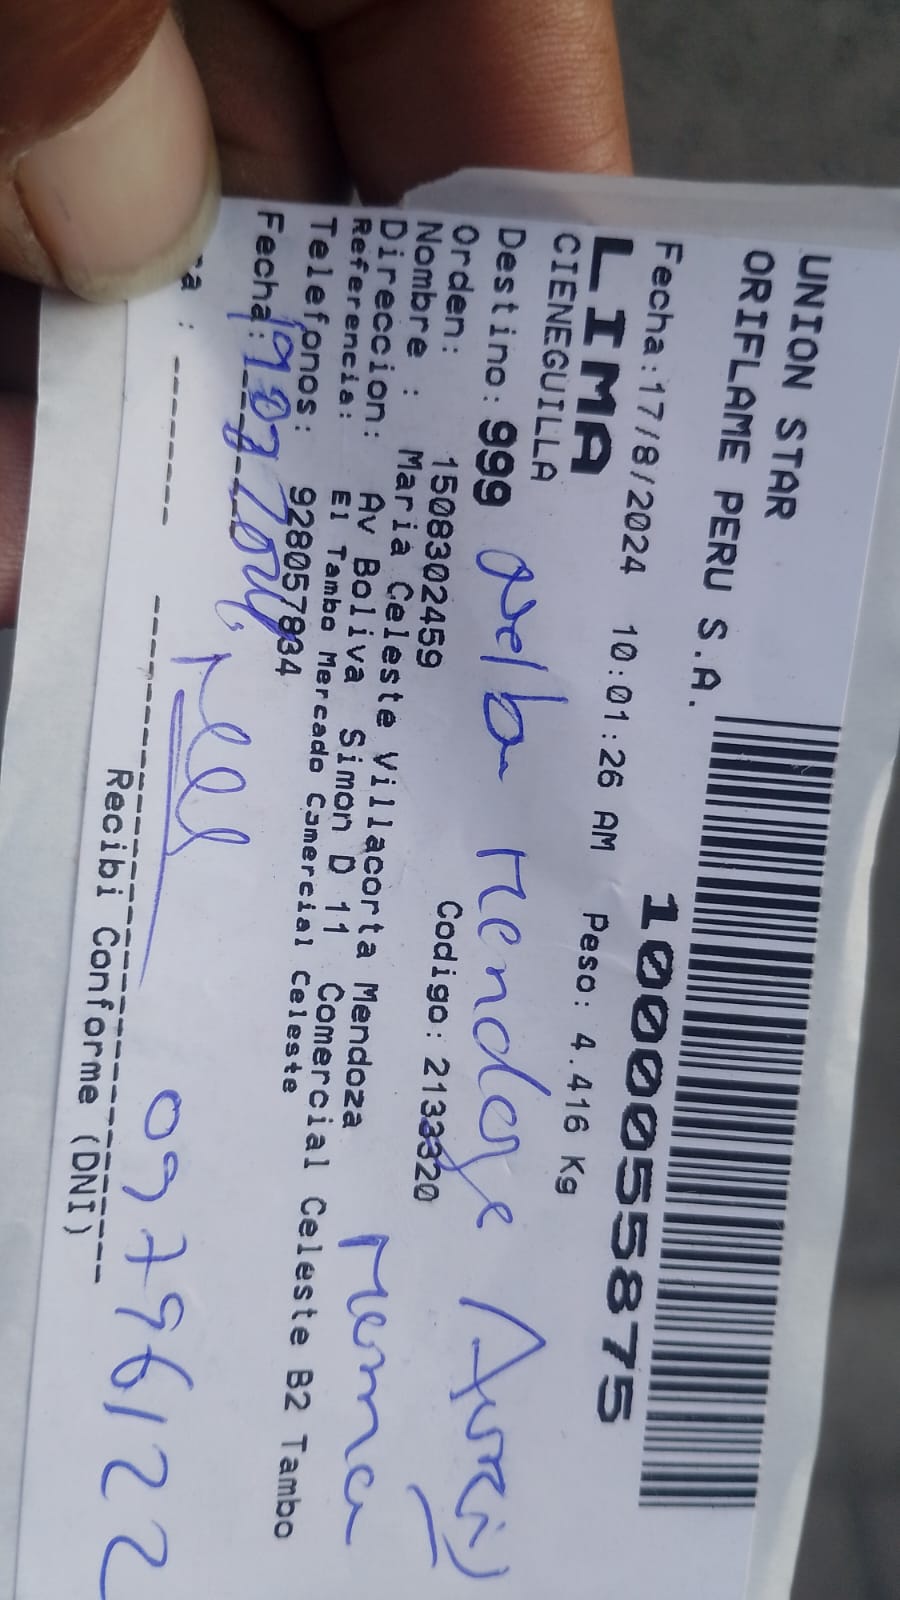 UNION STAR
ORIFLAME PERU S.A.
Fecha:17/8/2024 10:01:26 AM Peso: 4.416 Kg
10000555875
LIMA
CIENEGUILLA
Destino: 999
Orden: 1508302459 Codigo: 2133320
Nombre : Maria Celeste Villacorta Mendoza
Direccion: Av Boliva Simon D 11 Comercial Celeste B2 Tambo
Referencia: El Tambo Mercado Comercial Celeste
Telefonos: 928057834
Fecha:
09796122
Recibi Conforme (DNI)